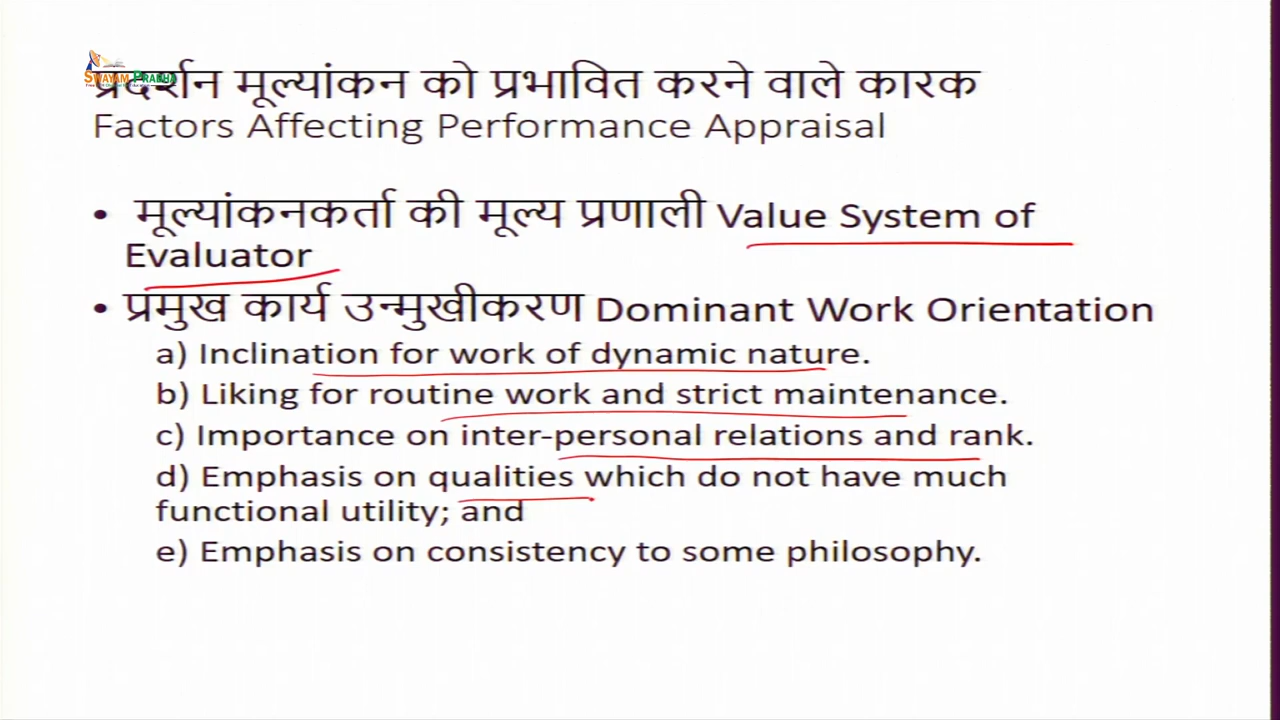 SWAYAM PRABHA
प्रदर्शन मूल्यांकन को प्रभावित करने वाले कारक
Factors Affecting Performance Appraisal
• मूल्यांकनकर्ता की मूल्य प्रणाली Value System of
Evaluator
• प्रमुख कार्य उन्मुखीकरण Dominant Work Orientation
a) Inclination for work of dynamic nature.
b) Liking for routine work and strict maintenance.
c) Importance on inter-personal relations and rank.
d) Emphasis on qualities which do not have much
functional utility; and
e) Emphasis on consistency to some philosophy.